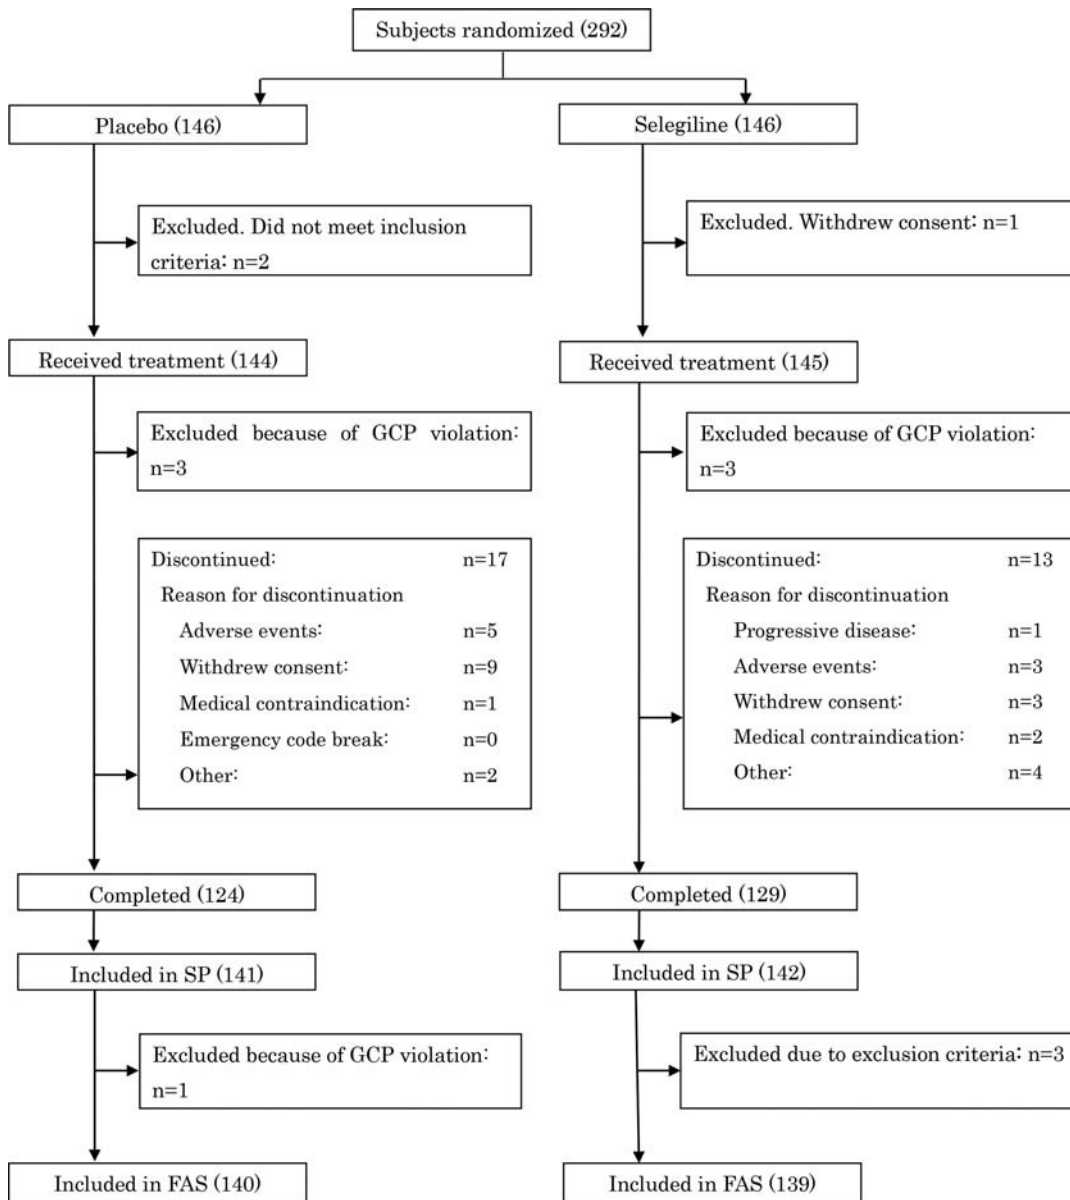 Subjects randomized (292)
Placebo (146)
Selegiline (146)
Excluded. Did not meet inclusion
criteria: n=2
Excluded. Withdrew consent: n=1
Received treatment (144)
Received treatment (145)
Excluded because of GCP violation:
n=3
Excluded because of GCP violation:
n=3
Discontinued: n=17
Reason for discontinuation
Adverse events: n=5
Withdrew consent: n=9
Medical contraindication: n=1
Emergency code break: n=0
Other: n=2
Discontinued: n=13
Reason for discontinuation
Progressive disease: n=1
Adverse events: n=3
Withdrew consent: n=3
Medical contraindication: n=2
Other: n=4
Completed (124)
Completed (129)
Included in SP (141)
Included in SP (142)
Excluded because of GCP violation:
n=1
Excluded due to exclusion criteria: n=3
Included in FAS (140)
Included in FAS (139)